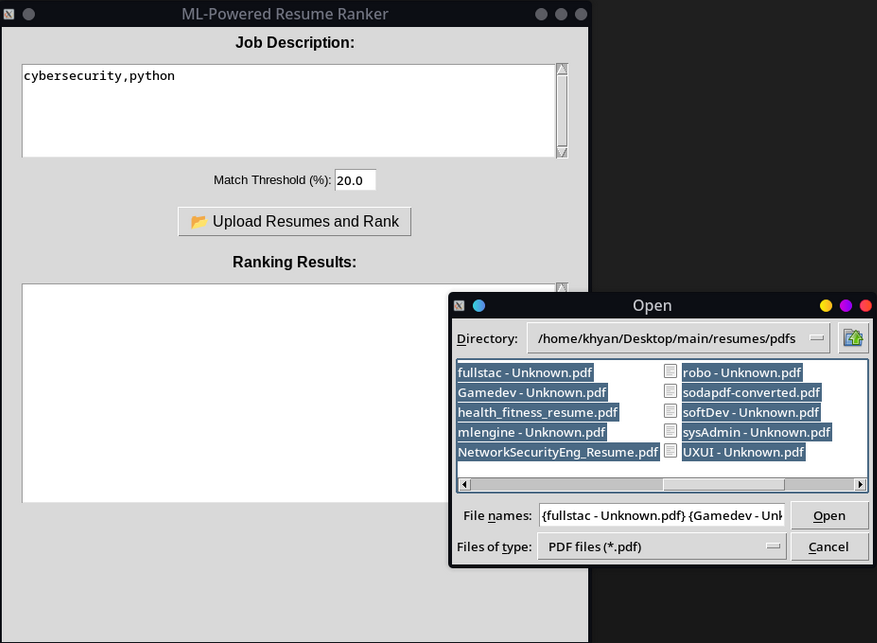 ML-Powered Resume Ranker
Job Description:
cybersecurity,python
Match Threshold (%): 20.0
Upload Resumes and Rank
Ranking Results:
Open
Directory: /home/khyan/Desktop/main/resumes/pdfs
fullstac - Unknown.pdf
Gamedev - Unknown.pdf
health_fitness_resume.pdf
mlengine - Unknown.pdf
NetworkSecurityEng_Resume.pdf
robo - Unknown.pdf
sodapdf-converted.pdf
softDev - Unknown.pdf
sysAdmin - Unknown.pdf
UXUI - Unknown.pdf
File names: {fullstac - Unknown.pdf} {Gamedev - Unk
Open
Files of type: PDF files (*.pdf)
Cancel